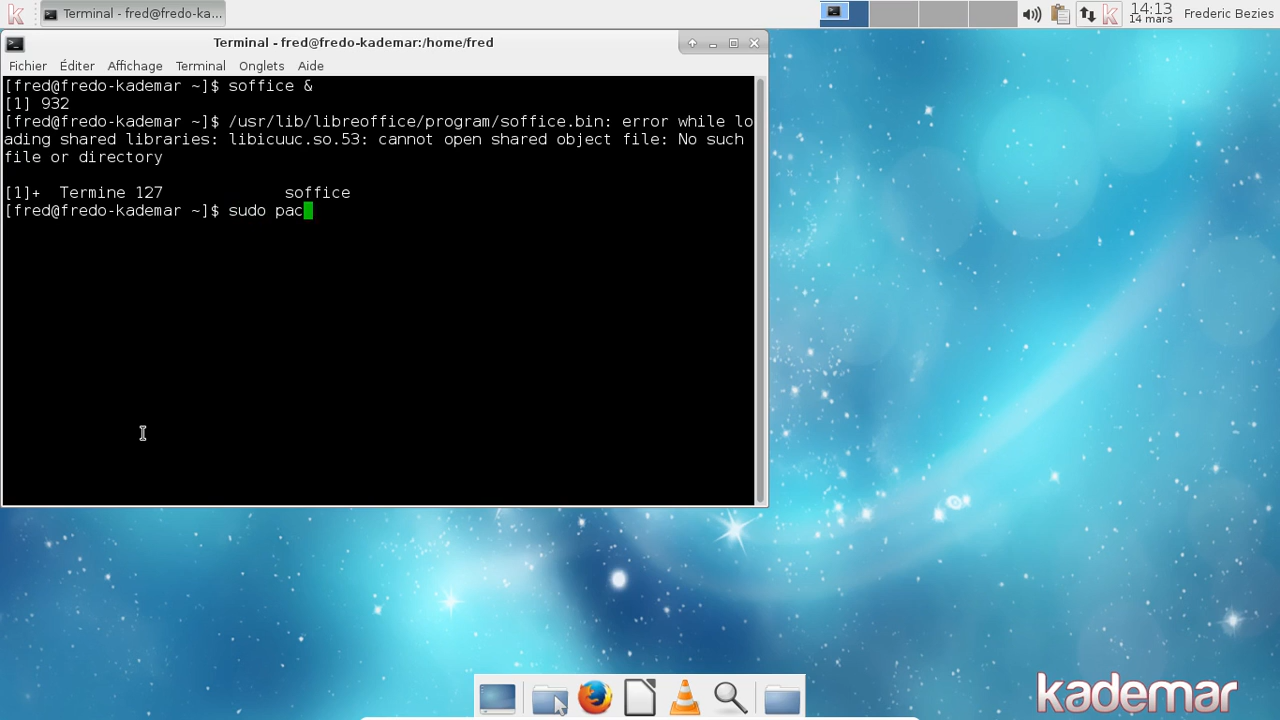 Terminal - fred@fredo-ka...
14:13
14 mars
Frederic Bezies
Terminal - fred@fredo-kademar:/home/fred
Fichier Éditer Affichage Terminal Onglets Aide
[fred@fredo-kademar ~]$ soffice &
[1] 932
[fred@fredo-kademar ~]$ /usr/lib/libreoffice/program/soffice.bin: error while lo
ading shared libraries: libicuuc.so.53: cannot open shared object file: No such
file or directory
[1]+  Termine 127             soffice
[fred@fredo-kademar ~]$ sudo pac
kademar